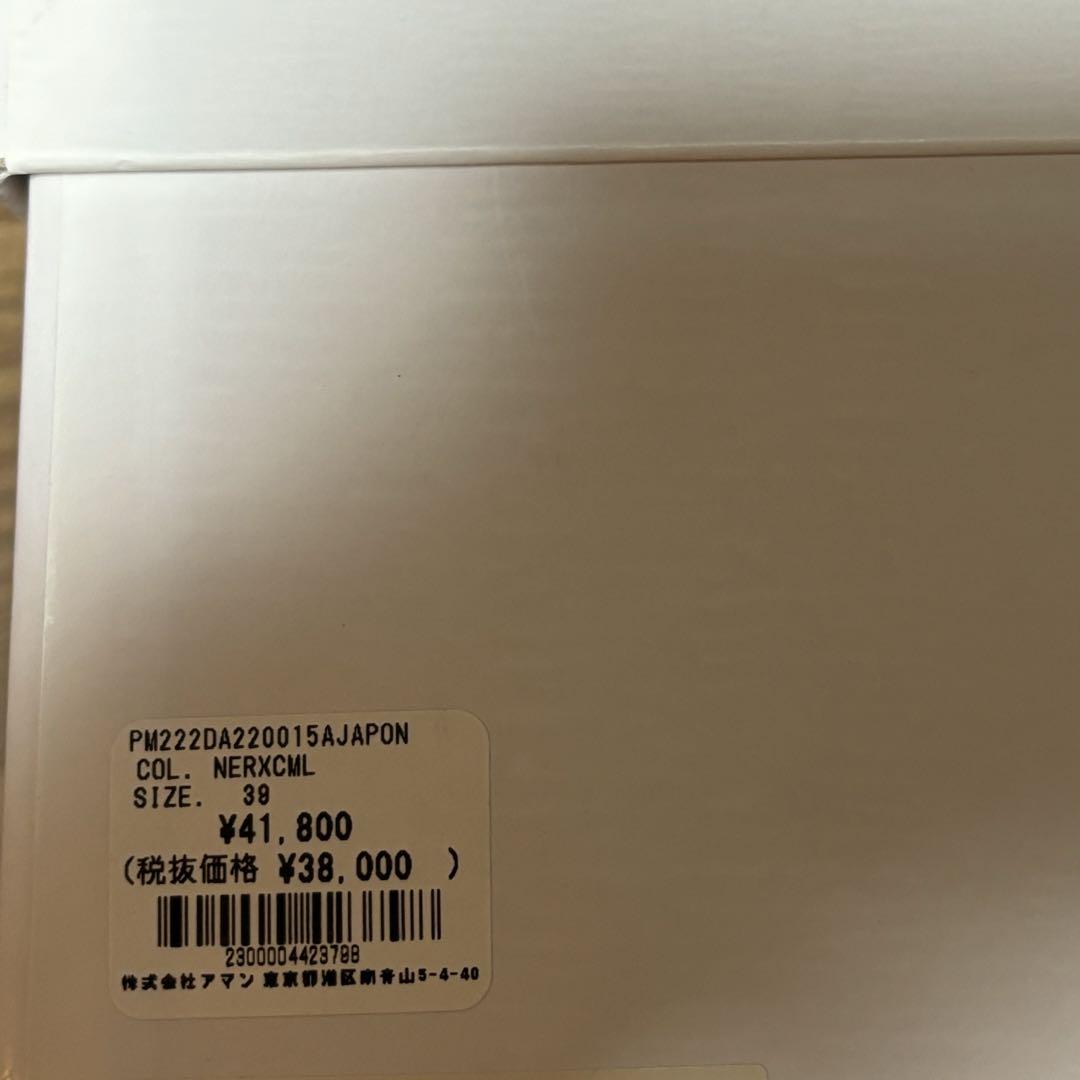 PM222DA220015AJAPON
COL. NERXCML
SIZE. 39
¥41,800
(税抜価格 ¥38,000 )
2300004423798
株式会社アマン 東京都港区南青山5-4-40